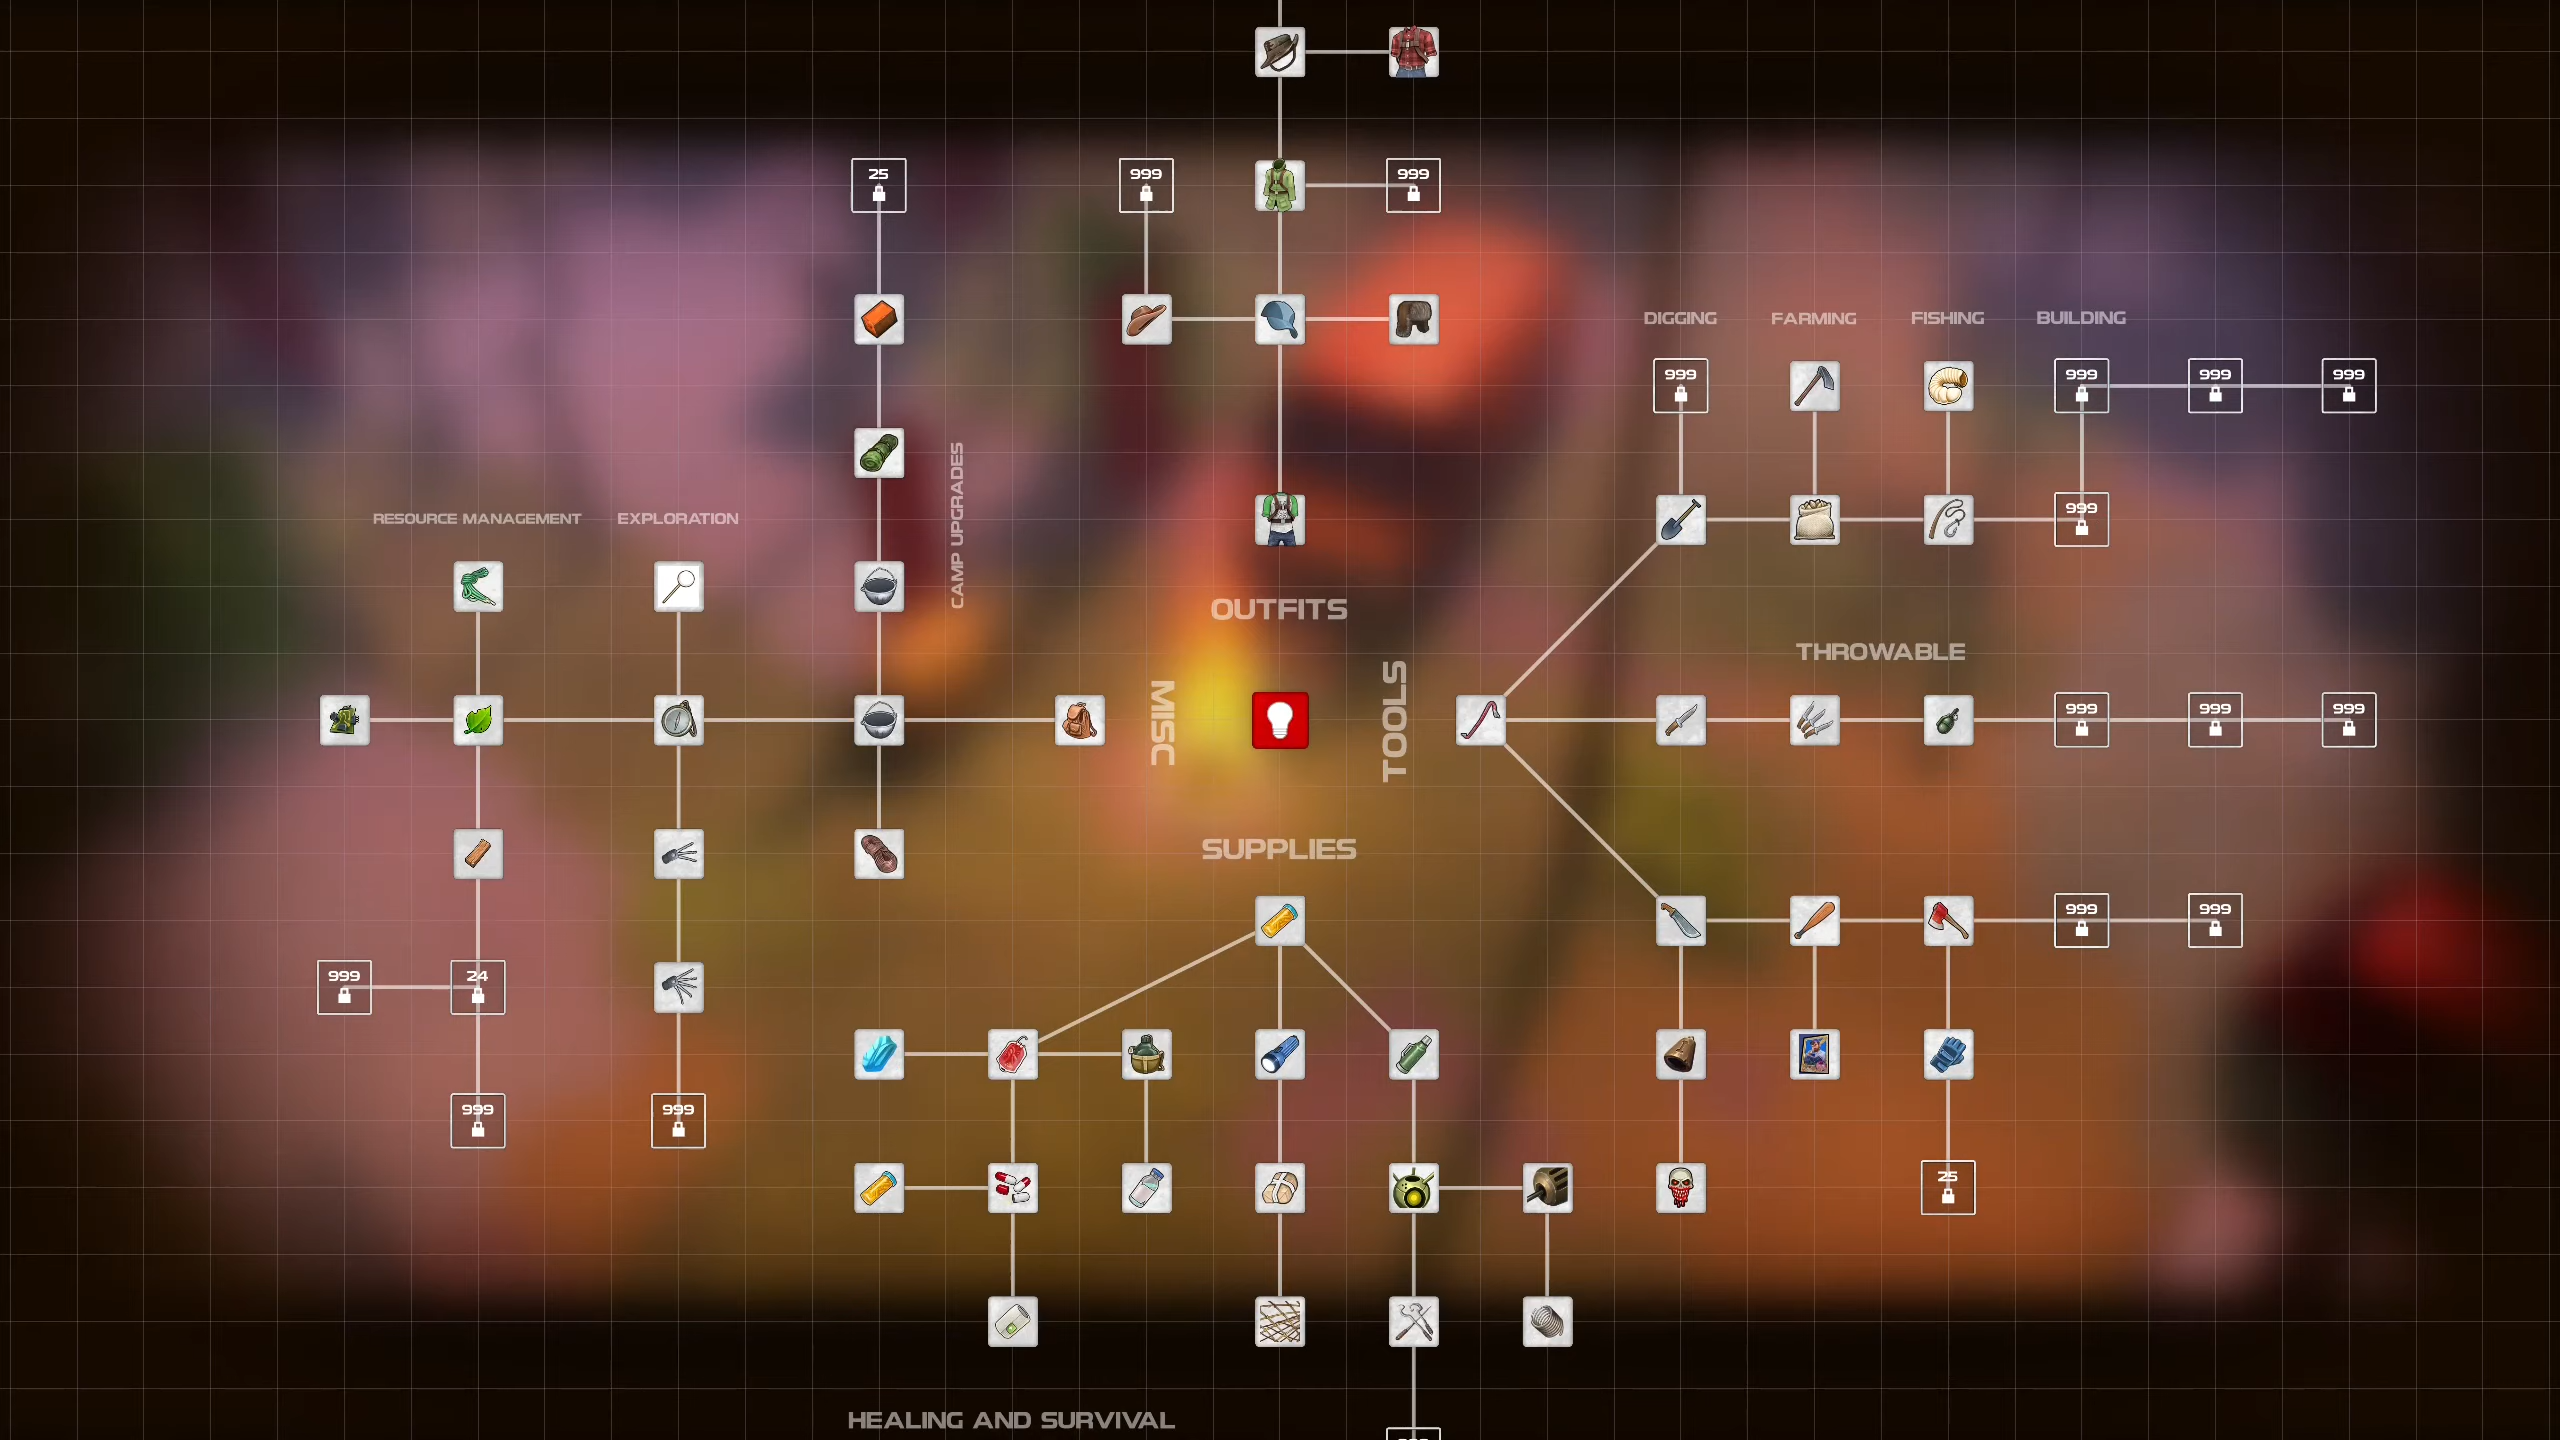 25
999
999
DIGGING
FARMING
FISHING
BUILDING
999
999
999
999
CAMP UPGRADES
RESOURCE MANAGEMENT
EXPLORATION
999
OUTFITS
THROWABLE
MISC
TOOLS
999
999
999
SUPPLIES
999
999
999
24
999
999
25
HEALING AND SURVIVAL